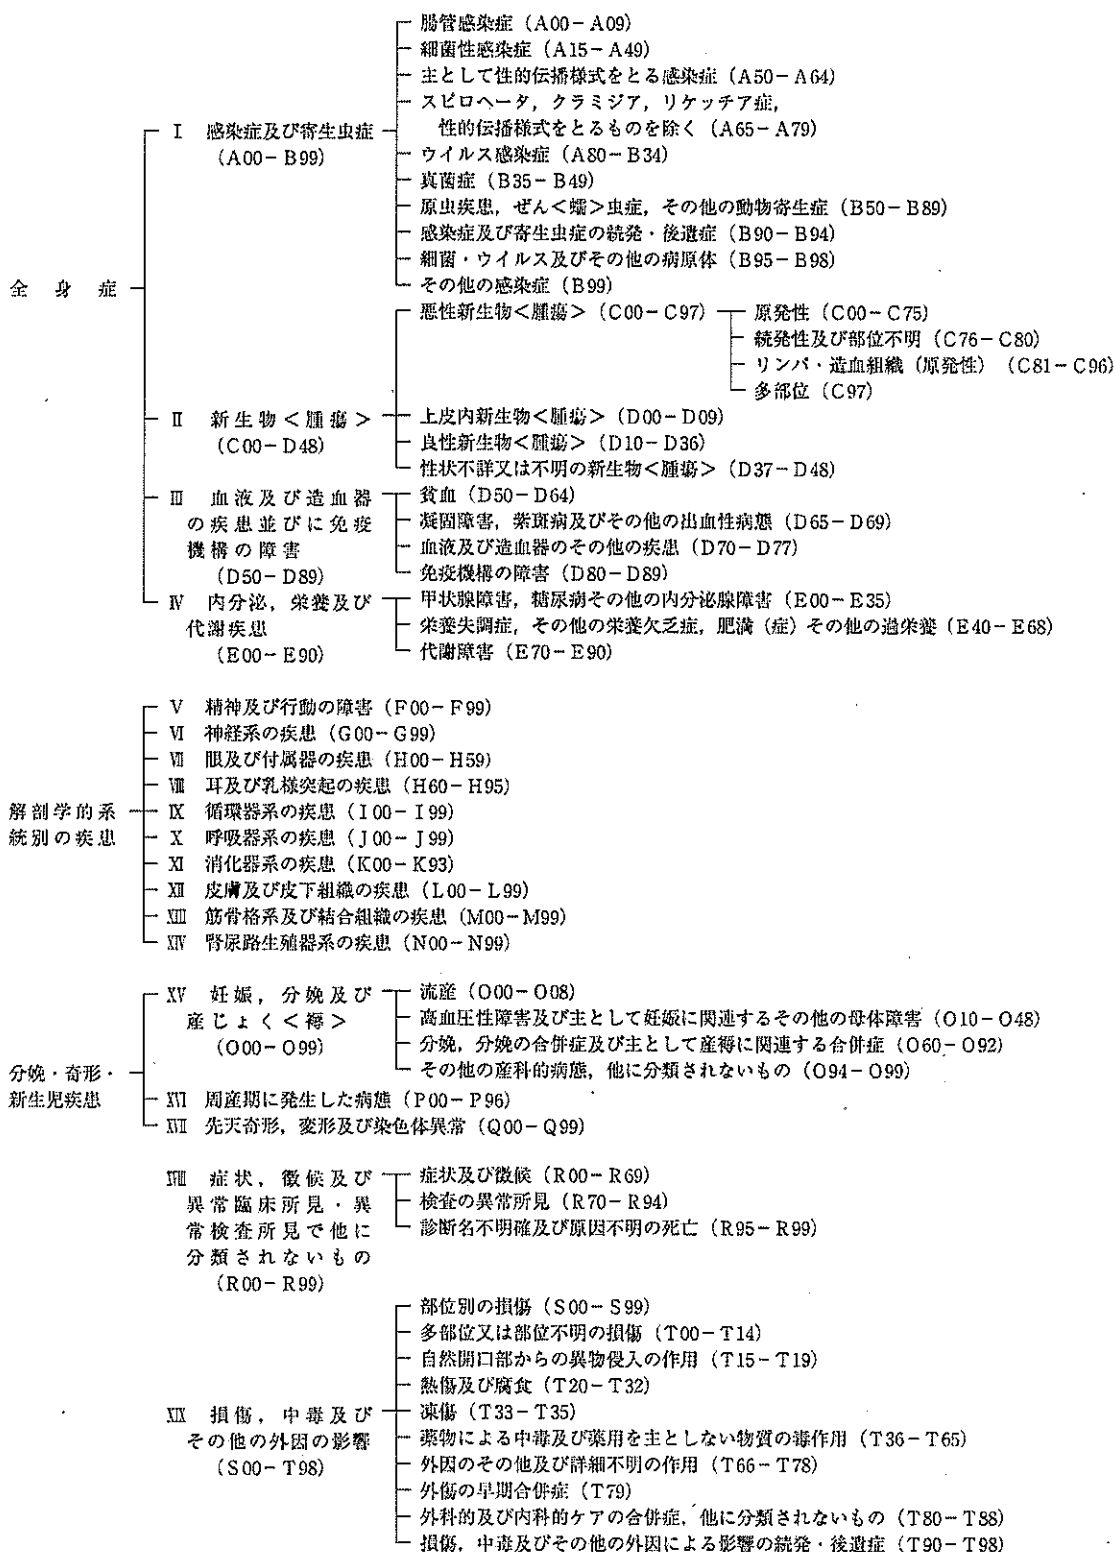 腸管感染症 (A00-A09)
細菌性感染症 (A15-A49)
主として性的伝播様式をとる感染症 (A50-A64)
スピロヘータ, クラミジア, リケッチア症,
性的伝播様式をとるものを除く (A65-A79)
Ⅰ 感染症及び寄生虫症
(A00-B99)
ウイルス感染症 (A80-B34)
真菌症 (B35-B49)
原虫疾患, ぜん<蠕>虫症, その他の動物寄生症 (B50-B89)
感染症及び寄生虫症の続発・後遺症 (B90-B94)
細菌・ウイルス及びその他の病原体 (B95-B98)
その他の感染症 (B99)
全身症
悪性新生物<腫瘍> (C00-C97)
原発性 (C00-C75)
続発性及び部位不明 (C76-C80)
リンパ・造血組織 (原発性) (C81-C96)
多部位 (C97)
Ⅱ 新生物<腫瘍>
(C00-D48)
上皮内新生物<腫瘍> (D00-D09)
良性新生物<腫瘍> (D10-D36)
性状不詳又は不明の新生物<腫瘍> (D37-D48)
Ⅲ 血液及び造血器
の疾患並びに免疫
機構の障害
(D50-D89)
貧血 (D50-D64)
凝固障害, 紫斑病及びその他の出血性病態 (D65-D69)
血液及び造血器のその他の疾患 (D70-D77)
免疫機構の障害 (D80-D89)
Ⅳ 内分泌, 栄養及び
代謝疾患
(E00-E90)
甲状腺障害, 糖尿病その他の内分泌腺障害 (E00-E35)
栄養失調症, その他の栄養欠乏症, 肥満 (症) その他の過栄養 (E40-E68)
代謝障害 (E70-E90)
解剖学的系
統別の疾患
Ⅴ 精神及び行動の障害 (F00-F99)
Ⅵ 神経系の疾患 (G00-G99)
Ⅶ 眼及び付属器の疾患 (H00-H59)
Ⅷ 耳及び乳様突起の疾患 (H60-H95)
Ⅸ 循環器系の疾患 (I00-I99)
Ⅹ 呼吸器系の疾患 (J00-J99)
Ⅺ 消化器系の疾患 (K00-K93)
Ⅻ 皮膚及び皮下組織の疾患 (L00-L99)
XIII 筋骨格系及び結合組織の疾患 (M00-M99)
XIV 腎尿路生殖器系の疾患 (N00-N99)
分娩・奇形・
新生児疾患
XV 妊娠, 分娩及び
産じょく<褥>
(O00-O99)
流産 (O00-O08)
高血圧性障害及び主として妊娠に関連するその他の母体障害 (O10-O48)
分娩, 分娩の合併症及び主として産褥に関連する合併症 (O60-O92)
その他の産科的病態, 他に分類されないもの (O94-O99)
XVI 周産期に発生した病態 (P00-P96)
XVII 先天奇形, 変形及び染色体異常 (Q00-Q99)
XVIII 症状, 徴候及び
異常臨床所見・異
常検査所見で他に
分類されないもの
(R00-R99)
症状及び徴候 (R00-R69)
検査の異常所見 (R70-R94)
診断名不明確及び原因不明の死亡 (R95-R99)
XIX 損傷, 中毒及び
その他の外因の影響
(S00-T98)
部位別の損傷 (S00-S99)
多部位又は部位不明の損傷 (T00-T14)
自然開口部からの異物侵入の作用 (T15-T19)
熱傷及び腐食 (T20-T32)
凍傷 (T33-T35)
薬物による中毒及び薬用を主としない物質の毒作用 (T36-T65)
外因のその他及び詳細不明の作用 (T66-T78)
外傷の早期合併症 (T79)
外科的及び内科的ケアの合併症, 他に分類されないもの (T80-T88)
損傷, 中毒及びその他の外因による影響の続発・後遺症 (T90-T98)